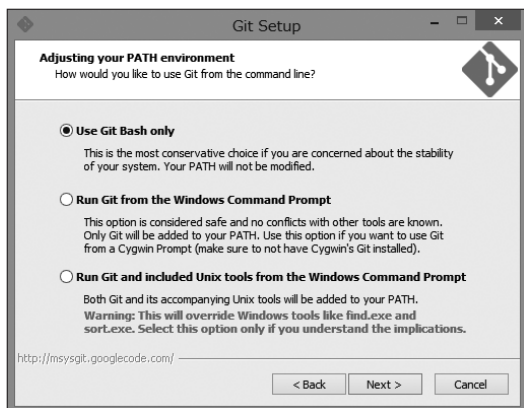 Git Setup
Adjusting your PATH environment
How would you like to use Git from the command line?
Use Git Bash only
This is the most conservative choice if you are concerned about the stability
of your system. Your PATH will not be modified.
Run Git from the Windows Command Prompt
This option is considered safe and no conflicts with other tools are known.
Only Git will be added to your PATH. Use this option if you want to use Git
from a Cygwin Prompt (make sure to not have Cygwin's Git installed).
Run Git and included Unix tools from the Windows Command Prompt
Both Git and its accompanying Unix tools will be added to your PATH.
Warning: This will override Windows tools like find.exe and
sort.exe. Select this option only if you understand the implications.
http://msysgit.googlecode.com/
< Back Next > Cancel